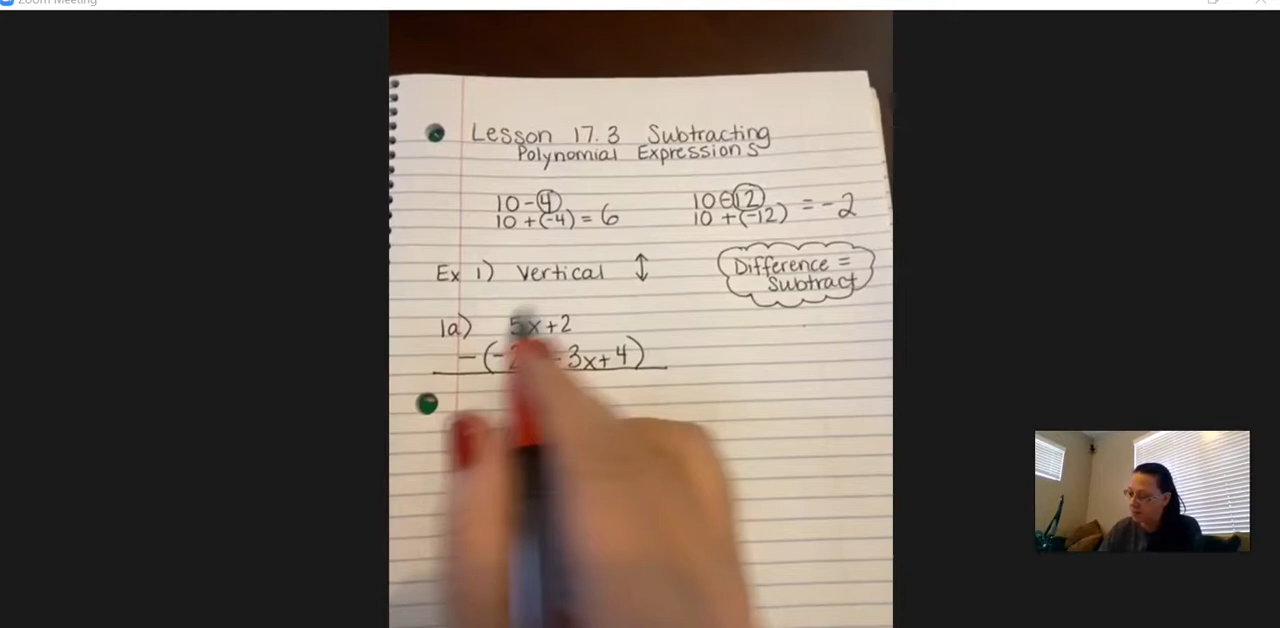 Zoom Meeting
Lesson 17.3 Subtracting
Polynomial Expressions
10-4
10+(-4)=6
10-12
10+(-12) = -2
Ex 1) Vertical ↕
Difference =
Subtract
1a) 5x+2
-(-2 - 3x+4)